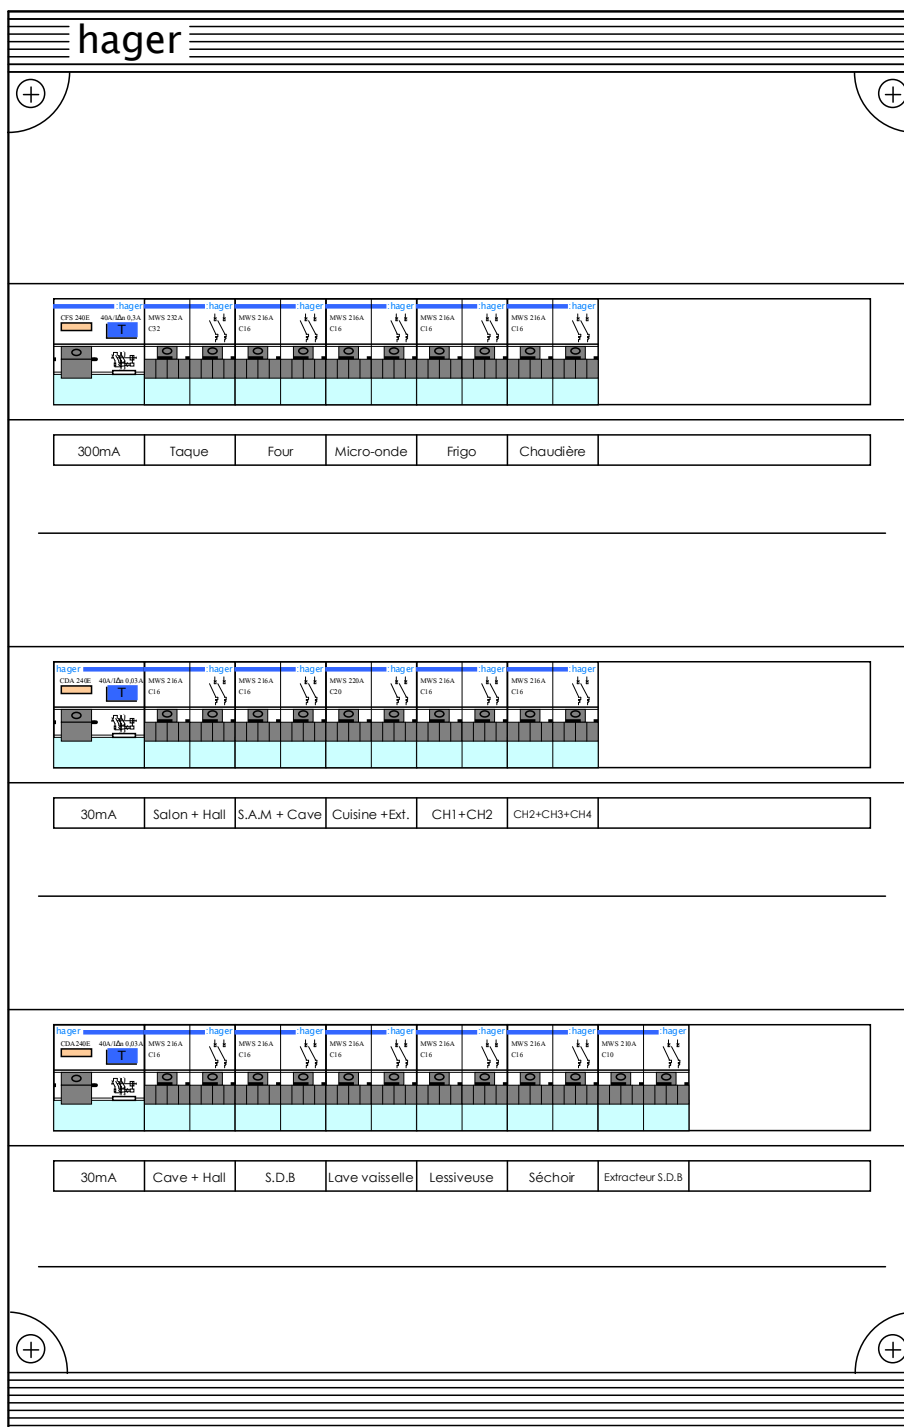 hager
:hager :hager :hager :hager :hager :hager
CFS 240E 40A/IΔn 0,3A MWS 232A MWS 216A MWS 216A MWS 216A MWS 216A
T C32 C16 C16 C16 C16
300mA Taque Four Micro-onde Frigo Chaudière
hager :hager :hager :hager :hager :hager
CDA 240E 40A/IΔn 0,03A MWS 216A MWS 216A MWS 220A MWS 216A MWS 216A
T C16 C16 C20 C16 C16
30mA Salon + Hall S.A.M + Cave Cuisine +Ext. CH1+CH2 CH2+CH3+CH4
hager :hager :hager :hager :hager :hager :hager
CDA240E 40A/IΔn 0,03A MWS 216A MWS 216A MWS 216A MWS 216A MWS 216A MWS 210A
T C16 C16 C16 C16 C16 C10
30mA Cave + Hall S.D.B Lave vaisselle Lessiveuse Séchoir Extracteur S.D.B